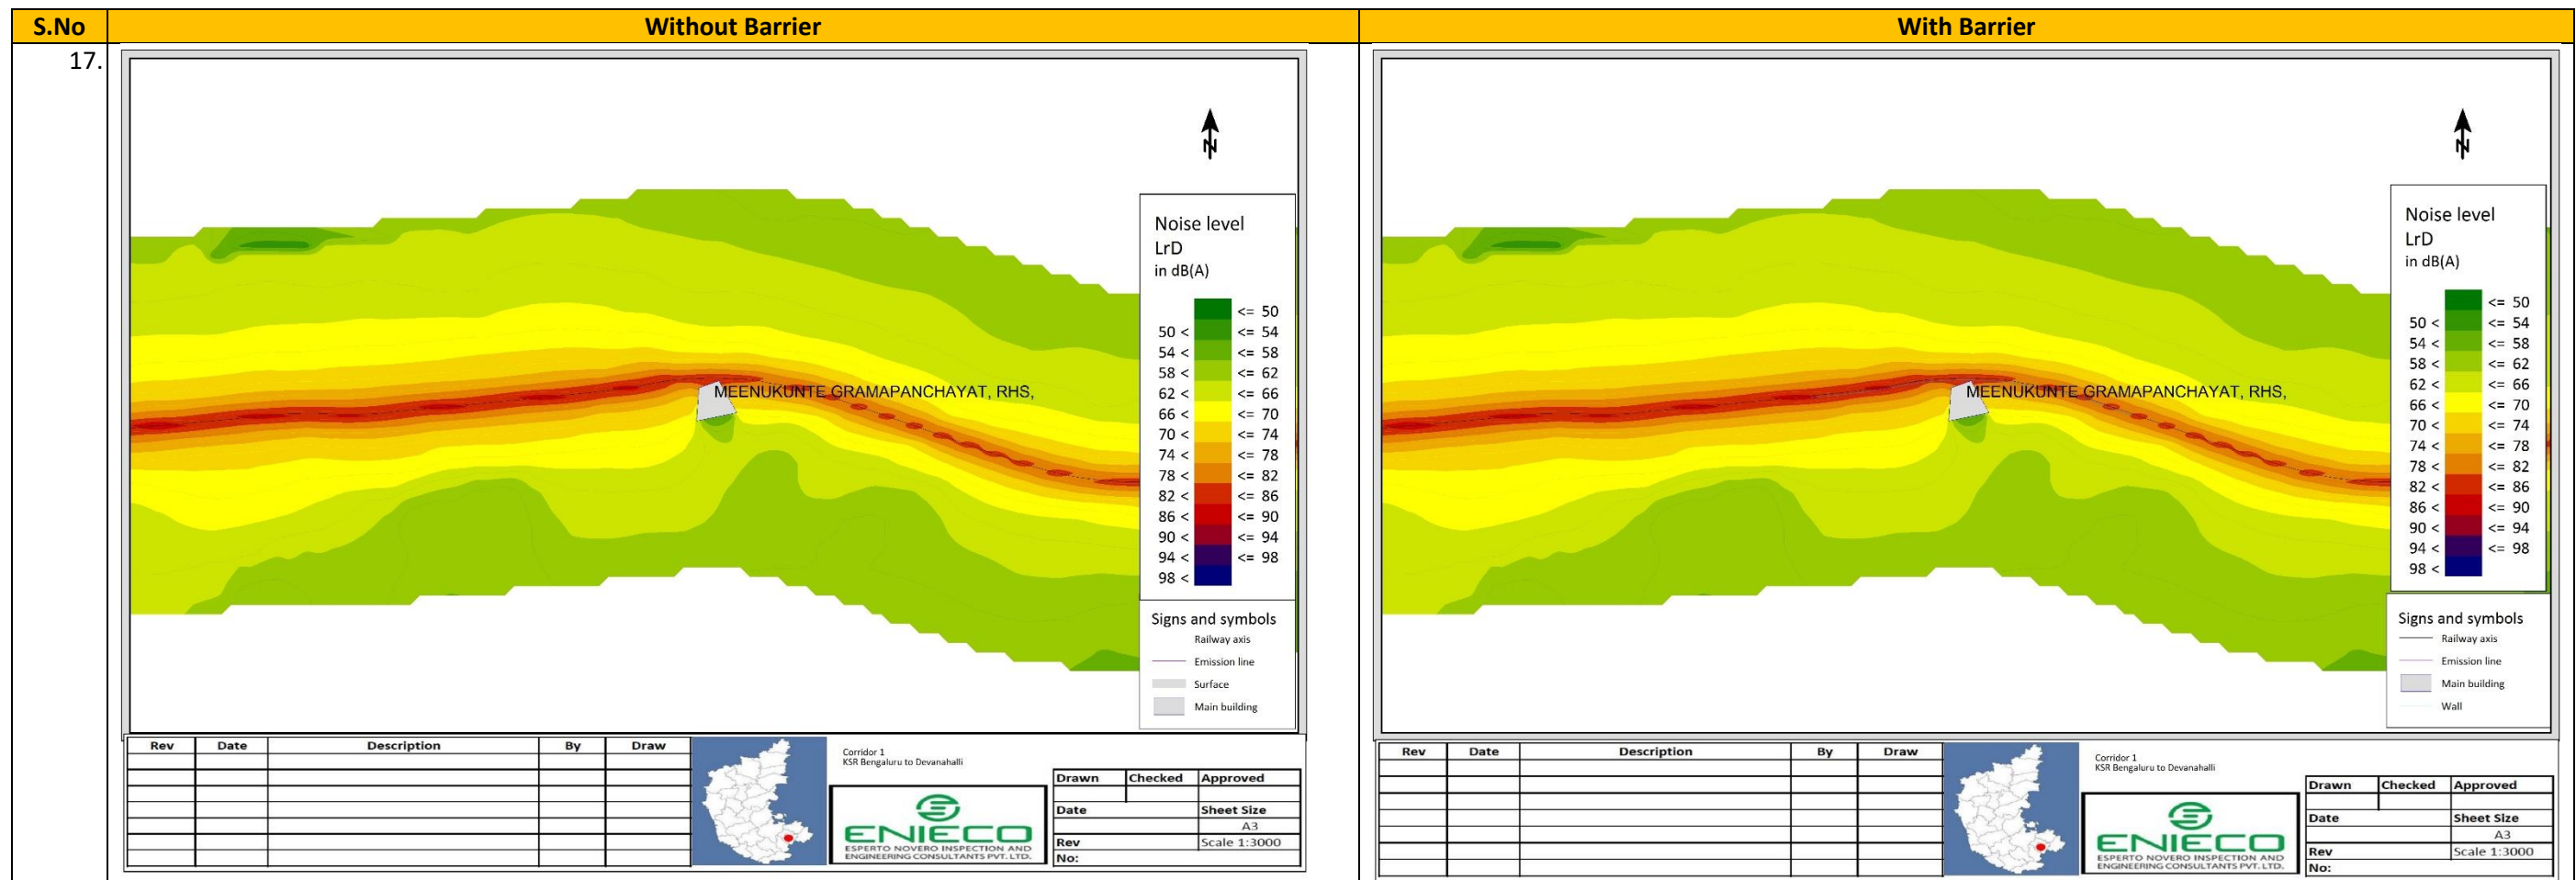 S.No Without Barrier With Barrier
17.
N
Noise level
LrD
in dB(A)
<= 50
50 < <= 54
54 < <= 58
58 < <= 62
62 < <= 66
66 < <= 70
70 < <= 74
74 < <= 78
78 < <= 82
82 < <= 86
86 < <= 90
90 < <= 94
94 < <= 98
98 <
MEENUKUNTE GRAMAPANCHAYAT, RHS,
Signs and symbols
Railway axis
Emission line
Surface
Main building
Rev Date Description By Draw
Corridor 1
KSR Bengaluru to Devanahalli
ENIECO
ESPERTO NOVERO INSPECTION AND
ENGINEERING CONSULTANTS PVT. LTD.
Drawn Checked Approved
Date Sheet Size
A3
Rev Scale 1:3000
No:
N
Noise level
LrD
in dB(A)
<= 50
50 < <= 54
54 < <= 58
58 < <= 62
62 < <= 66
66 < <= 70
70 < <= 74
74 < <= 78
78 < <= 82
82 < <= 86
86 < <= 90
90 < <= 94
94 < <= 98
98 <
MEENUKUNTE GRAMAPANCHAYAT, RHS,
Signs and symbols
Railway axis
Emission line
Main building
Wall
Rev Date Description By Draw
Corridor 1
KSR Bengaluru to Devanahalli
ENIECO
ESPERTO NOVERO INSPECTION AND
ENGINEERING CONSULTANTS PVT. LTD.
Drawn Checked Approved
Date Sheet Size
A3
Rev Scale 1:3000
No: